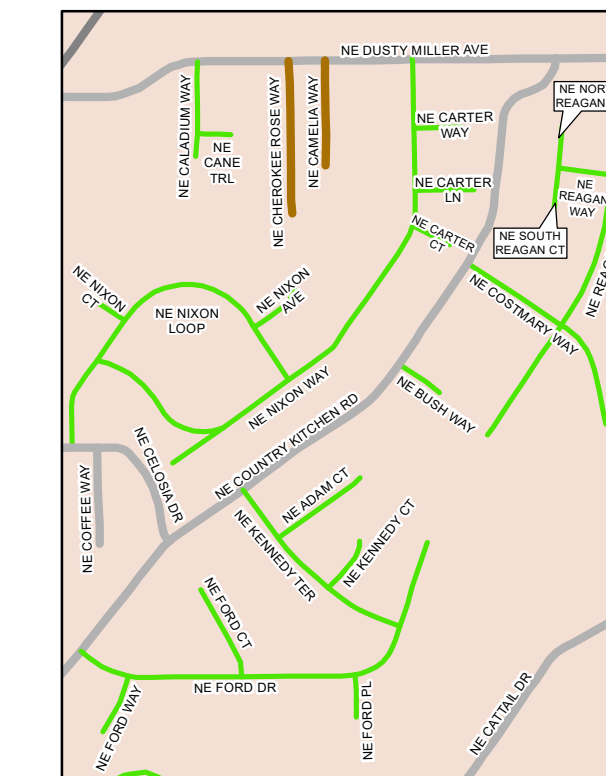 NE DUSTY MILLER AVE
NE CALADIUM WAY
NE
CANE
TRL
NE CHEROKEE ROSE WAY
NE CAMELIA WAY
NE CARTER
WAY
NE CARTER
LN
NE CARTER
CT
NE NOR
REAGAN
NE
REAGAN
WAY
NE SOUTH
REAGAN CT
NE REAG
NE COSTMARY WAY
NE NIXON
CT
NE NIXON
LOOP
NE NIXON
AVE
NE NIXON WAY
NE BUSH WAY
NE COUNTRY KITCHEN RD
NE CELOSIA DR
NE COFFEE WAY
NE ADAM CT
NE KENNEDY CT
NE KENNEDY TER
NE FORD CT
NE FORD DR
NE FORD WAY
NE FORD PL
NE CATTAIL DR